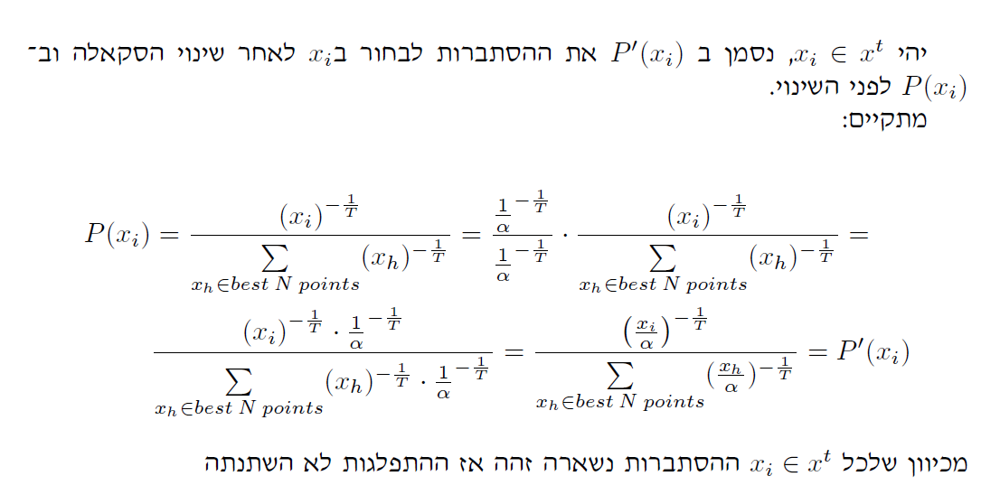 יהי $x_i \in x^t$, נסמן ב $P'(x_i)$ את ההסתברות לבחור ב$x_i$ לאחר שינוי הסקאלה וב־
$P(x_i)$ לפני השינוי.
מתקיים:
$P(x_i) = \frac{(x_i)^{-\frac{1}{T}}}{\sum\limits_{x_h \in best\ N\ points} (x_h)^{-\frac{1}{T}}} = \frac{\frac{1}{\alpha}^{-\frac{1}{T}}}{\frac{1}{\alpha}^{-\frac{1}{T}}} \cdot \frac{(x_i)^{-\frac{1}{T}}}{\sum\limits_{x_h \in best\ N\ points} (x_h)^{-\frac{1}{T}}} =$
$\frac{(x_i)^{-\frac{1}{T}} \cdot \frac{1}{\alpha}^{-\frac{1}{T}}}{\sum\limits_{x_h \in best\ N\ points} (x_h)^{-\frac{1}{T}} \cdot \frac{1}{\alpha}^{-\frac{1}{T}}} = \frac{(\frac{x_i}{\alpha})^{-\frac{1}{T}}}{\sum\limits_{x_h \in best\ N\ points} (\frac{x_h}{\alpha})^{-\frac{1}{T}}} = P'(x_i)$
מכיוון שלכל $x_i \in x^t$ ההסתברות נשארה זהה אז ההתפלגות לא השתנתה